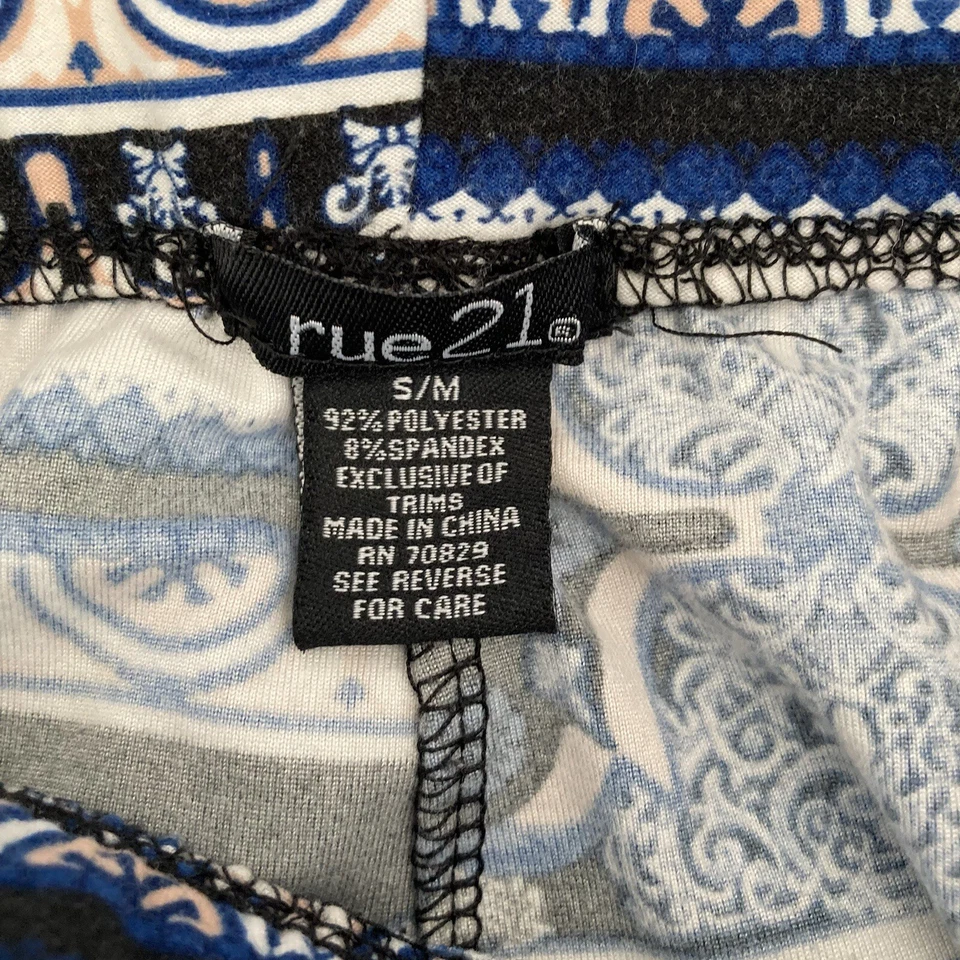 rue21®
S/M
92% POLYESTER
8% SPANDEX
EXCLUSIVE OF
TRIMS
MADE IN CHINA
RN 70829
SEE REVERSE
FOR CARE